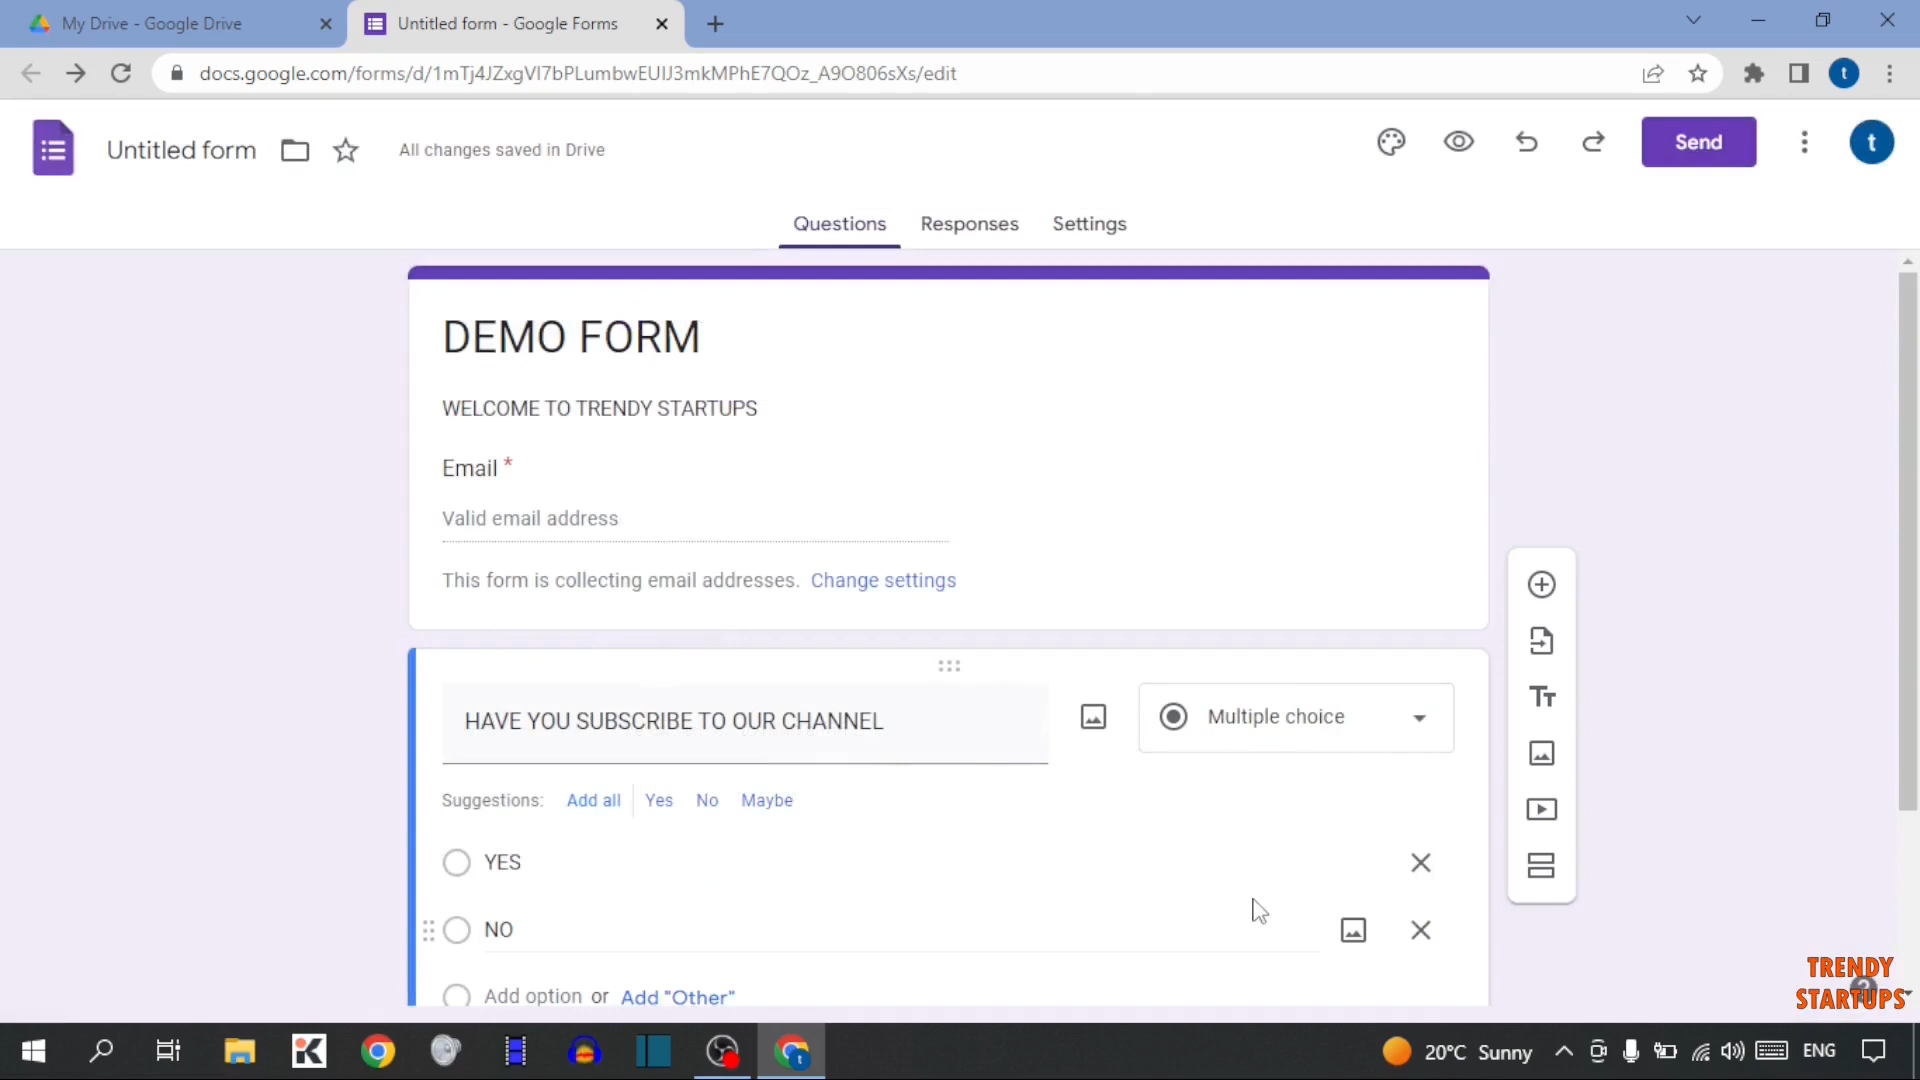 My Drive - Google Drive
Untitled form - Google Forms
docs.google.com/forms/d/1mTj4JZxgVI7bPLumbwEUIJ3mkMPhE7QOz_A9O806sXs/edit
t
Untitled form
All changes saved in Drive
Send
t
Questions
Responses
Settings
DEMO FORM
WELCOME TO TRENDY STARTUPS
Email *
Valid email address
This form is collecting email addresses. Change settings
HAVE YOU SUBSCRIBE TO OUR CHANNEL
Multiple choice
Suggestions: Add all Yes No Maybe
YES
NO
Add option or Add "Other"
TRENDY
STARTUPS
20°C Sunny
ENG